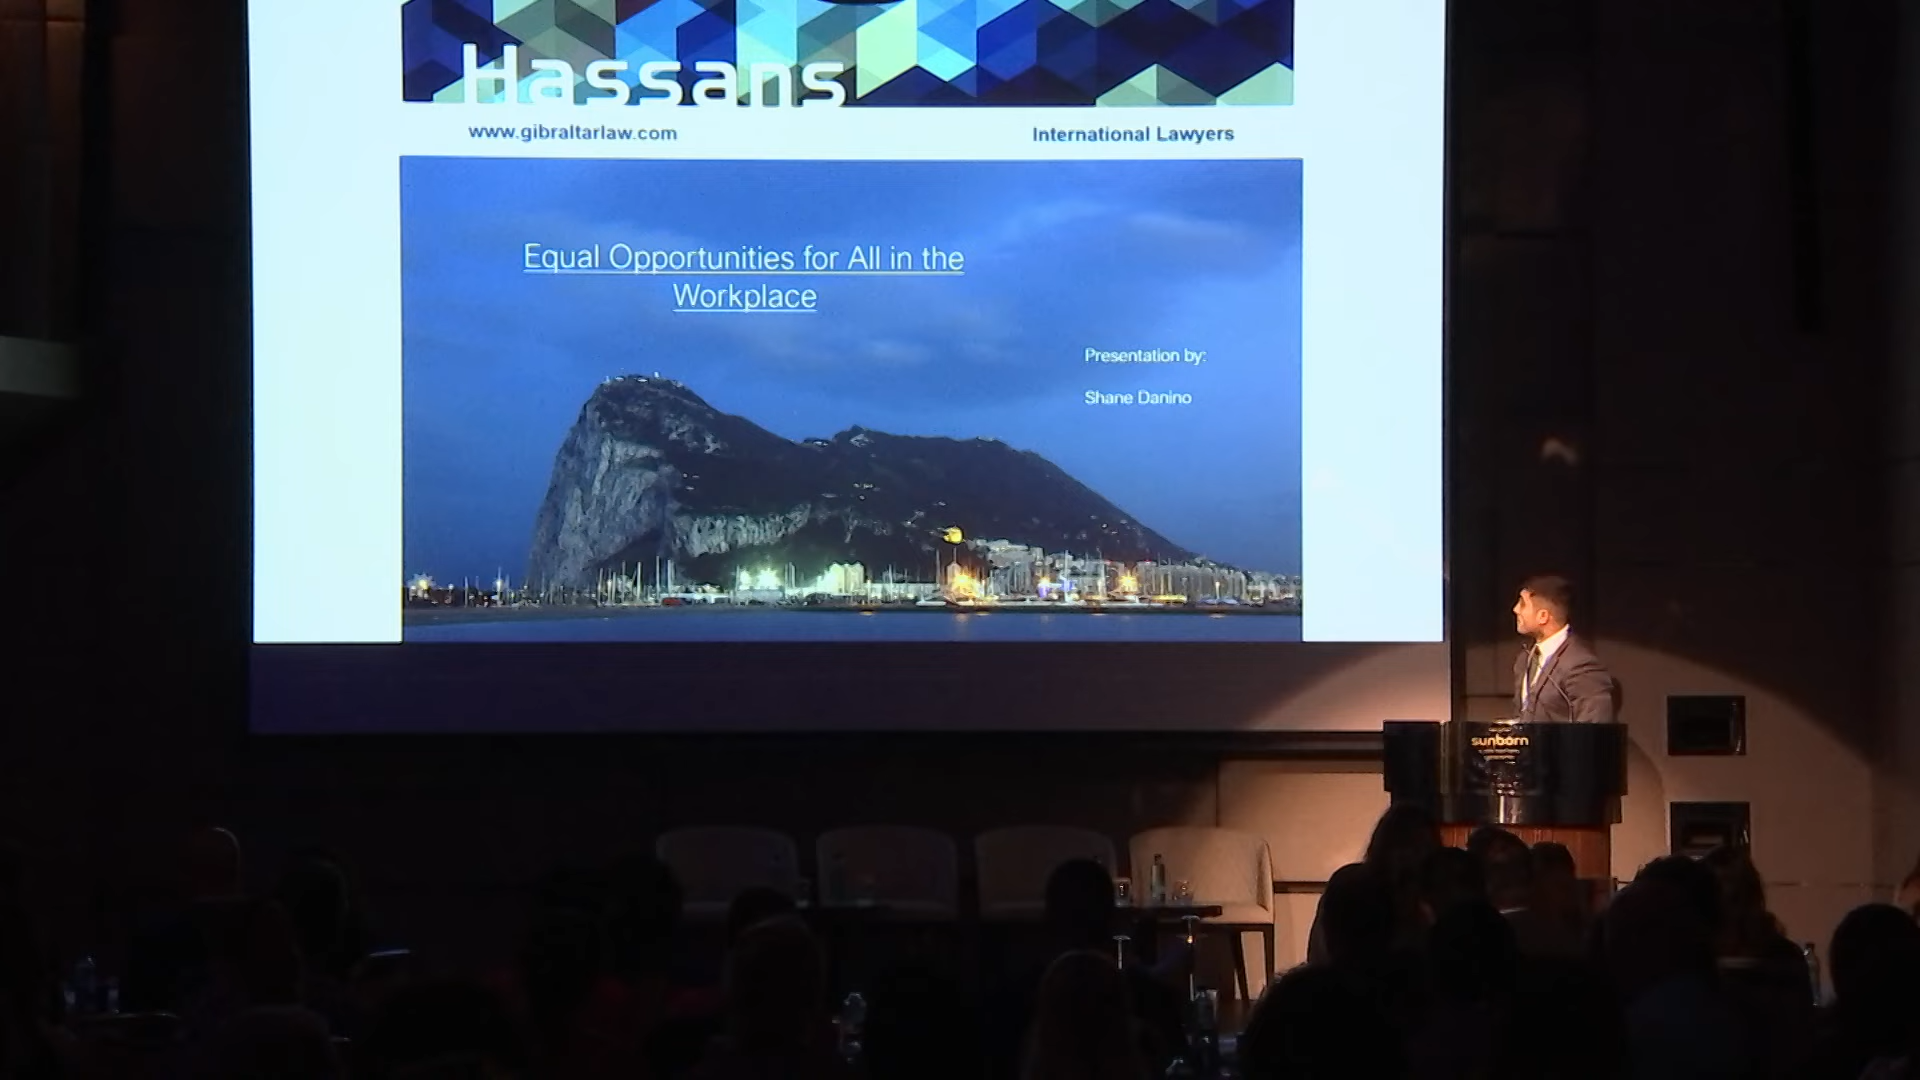 Hassans
www.gibraltarlaw.com
International Lawyers
Equal Opportunities for All in the
Workplace
Presentation by:
Shane Danino
sunborn